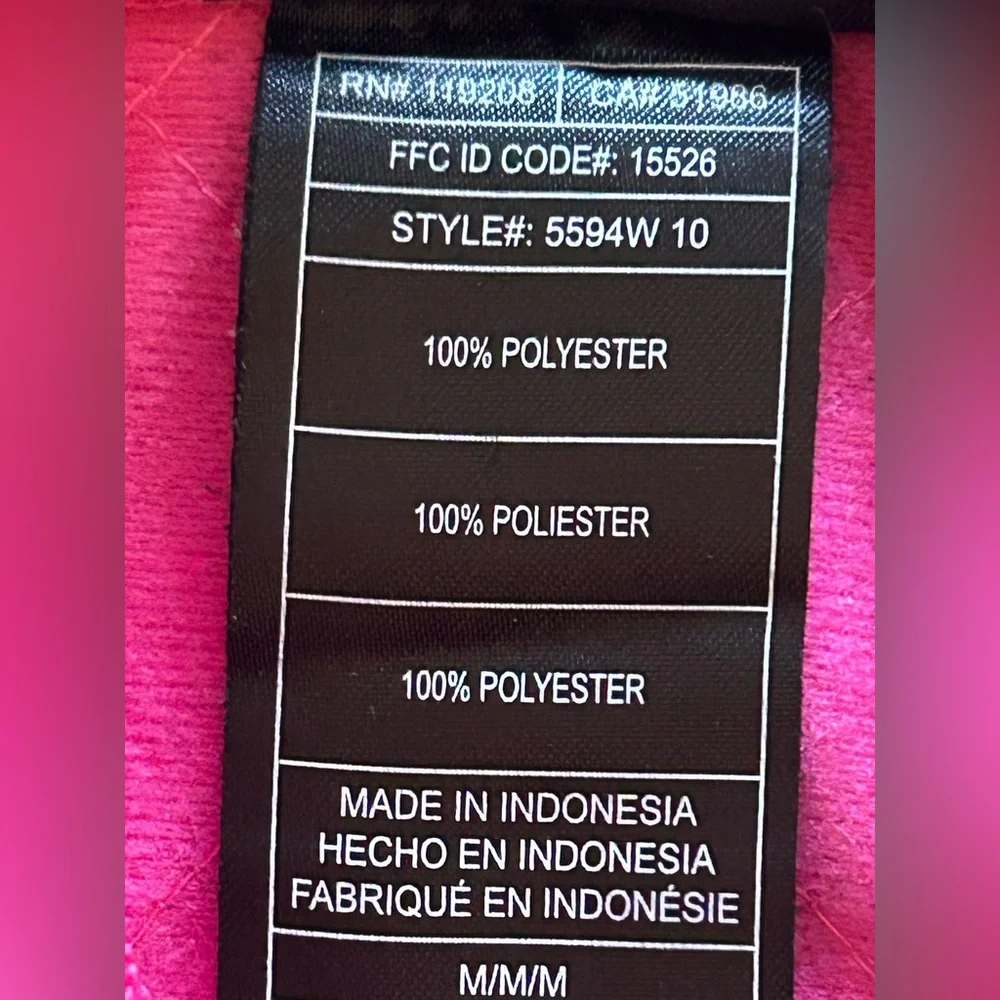 RN# 110208 CA# 51986
FFC ID CODE#: 15526
STYLE#: 5594W 10
100% POLYESTER
100% POLIESTER
100% POLYESTER
MADE IN INDONESIA
HECHO EN INDONESIA
FABRIQUÉ EN INDONÉSIE
M/M/M